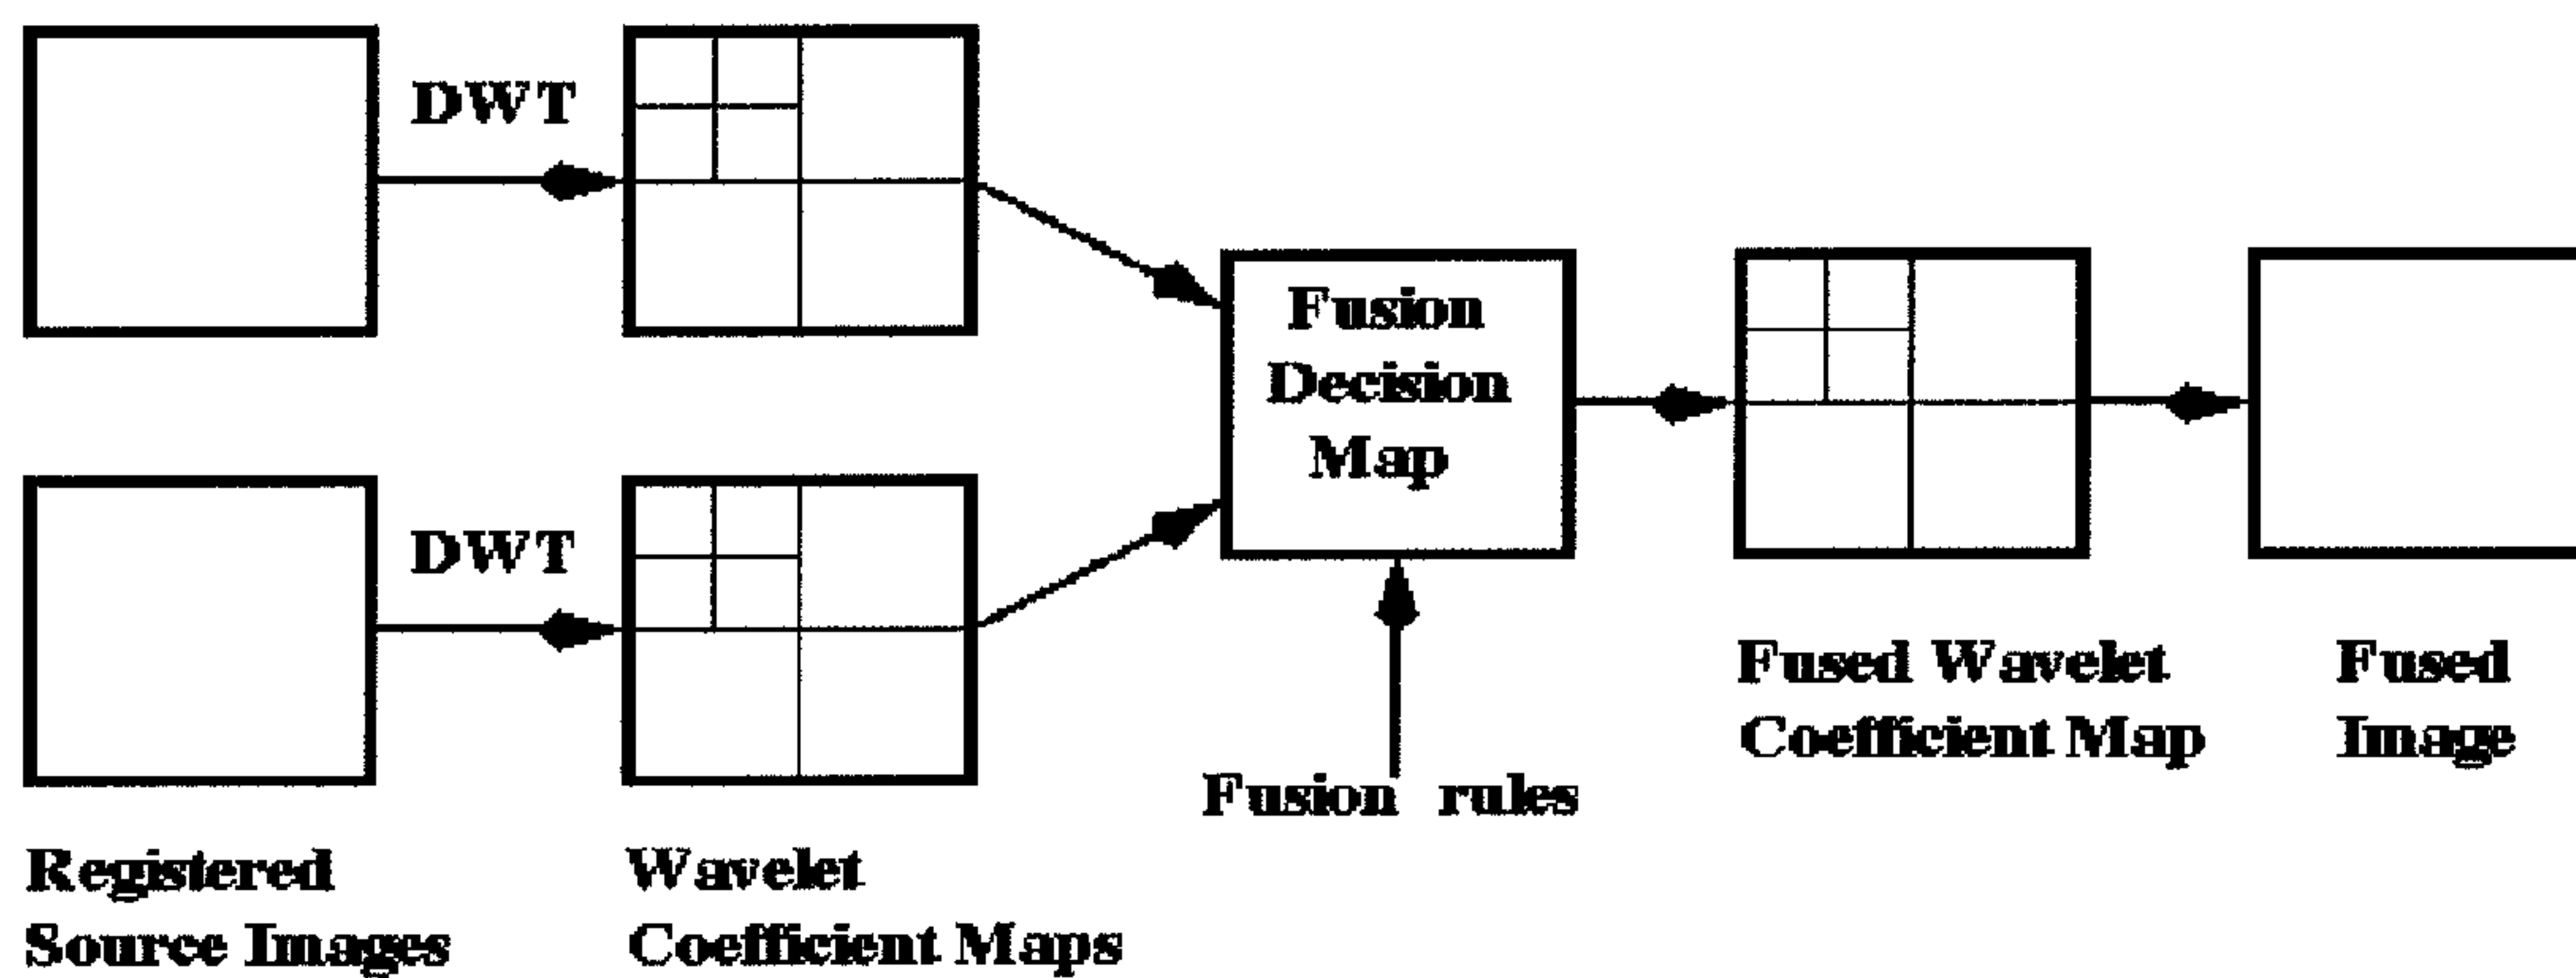 DWT
DWT
Fusion
Decision
Map
Fusion rules
Registered
Source Images
Wavelet
Coefficient Maps
Fused Wavelet
Coefficient Map
Fused
Image